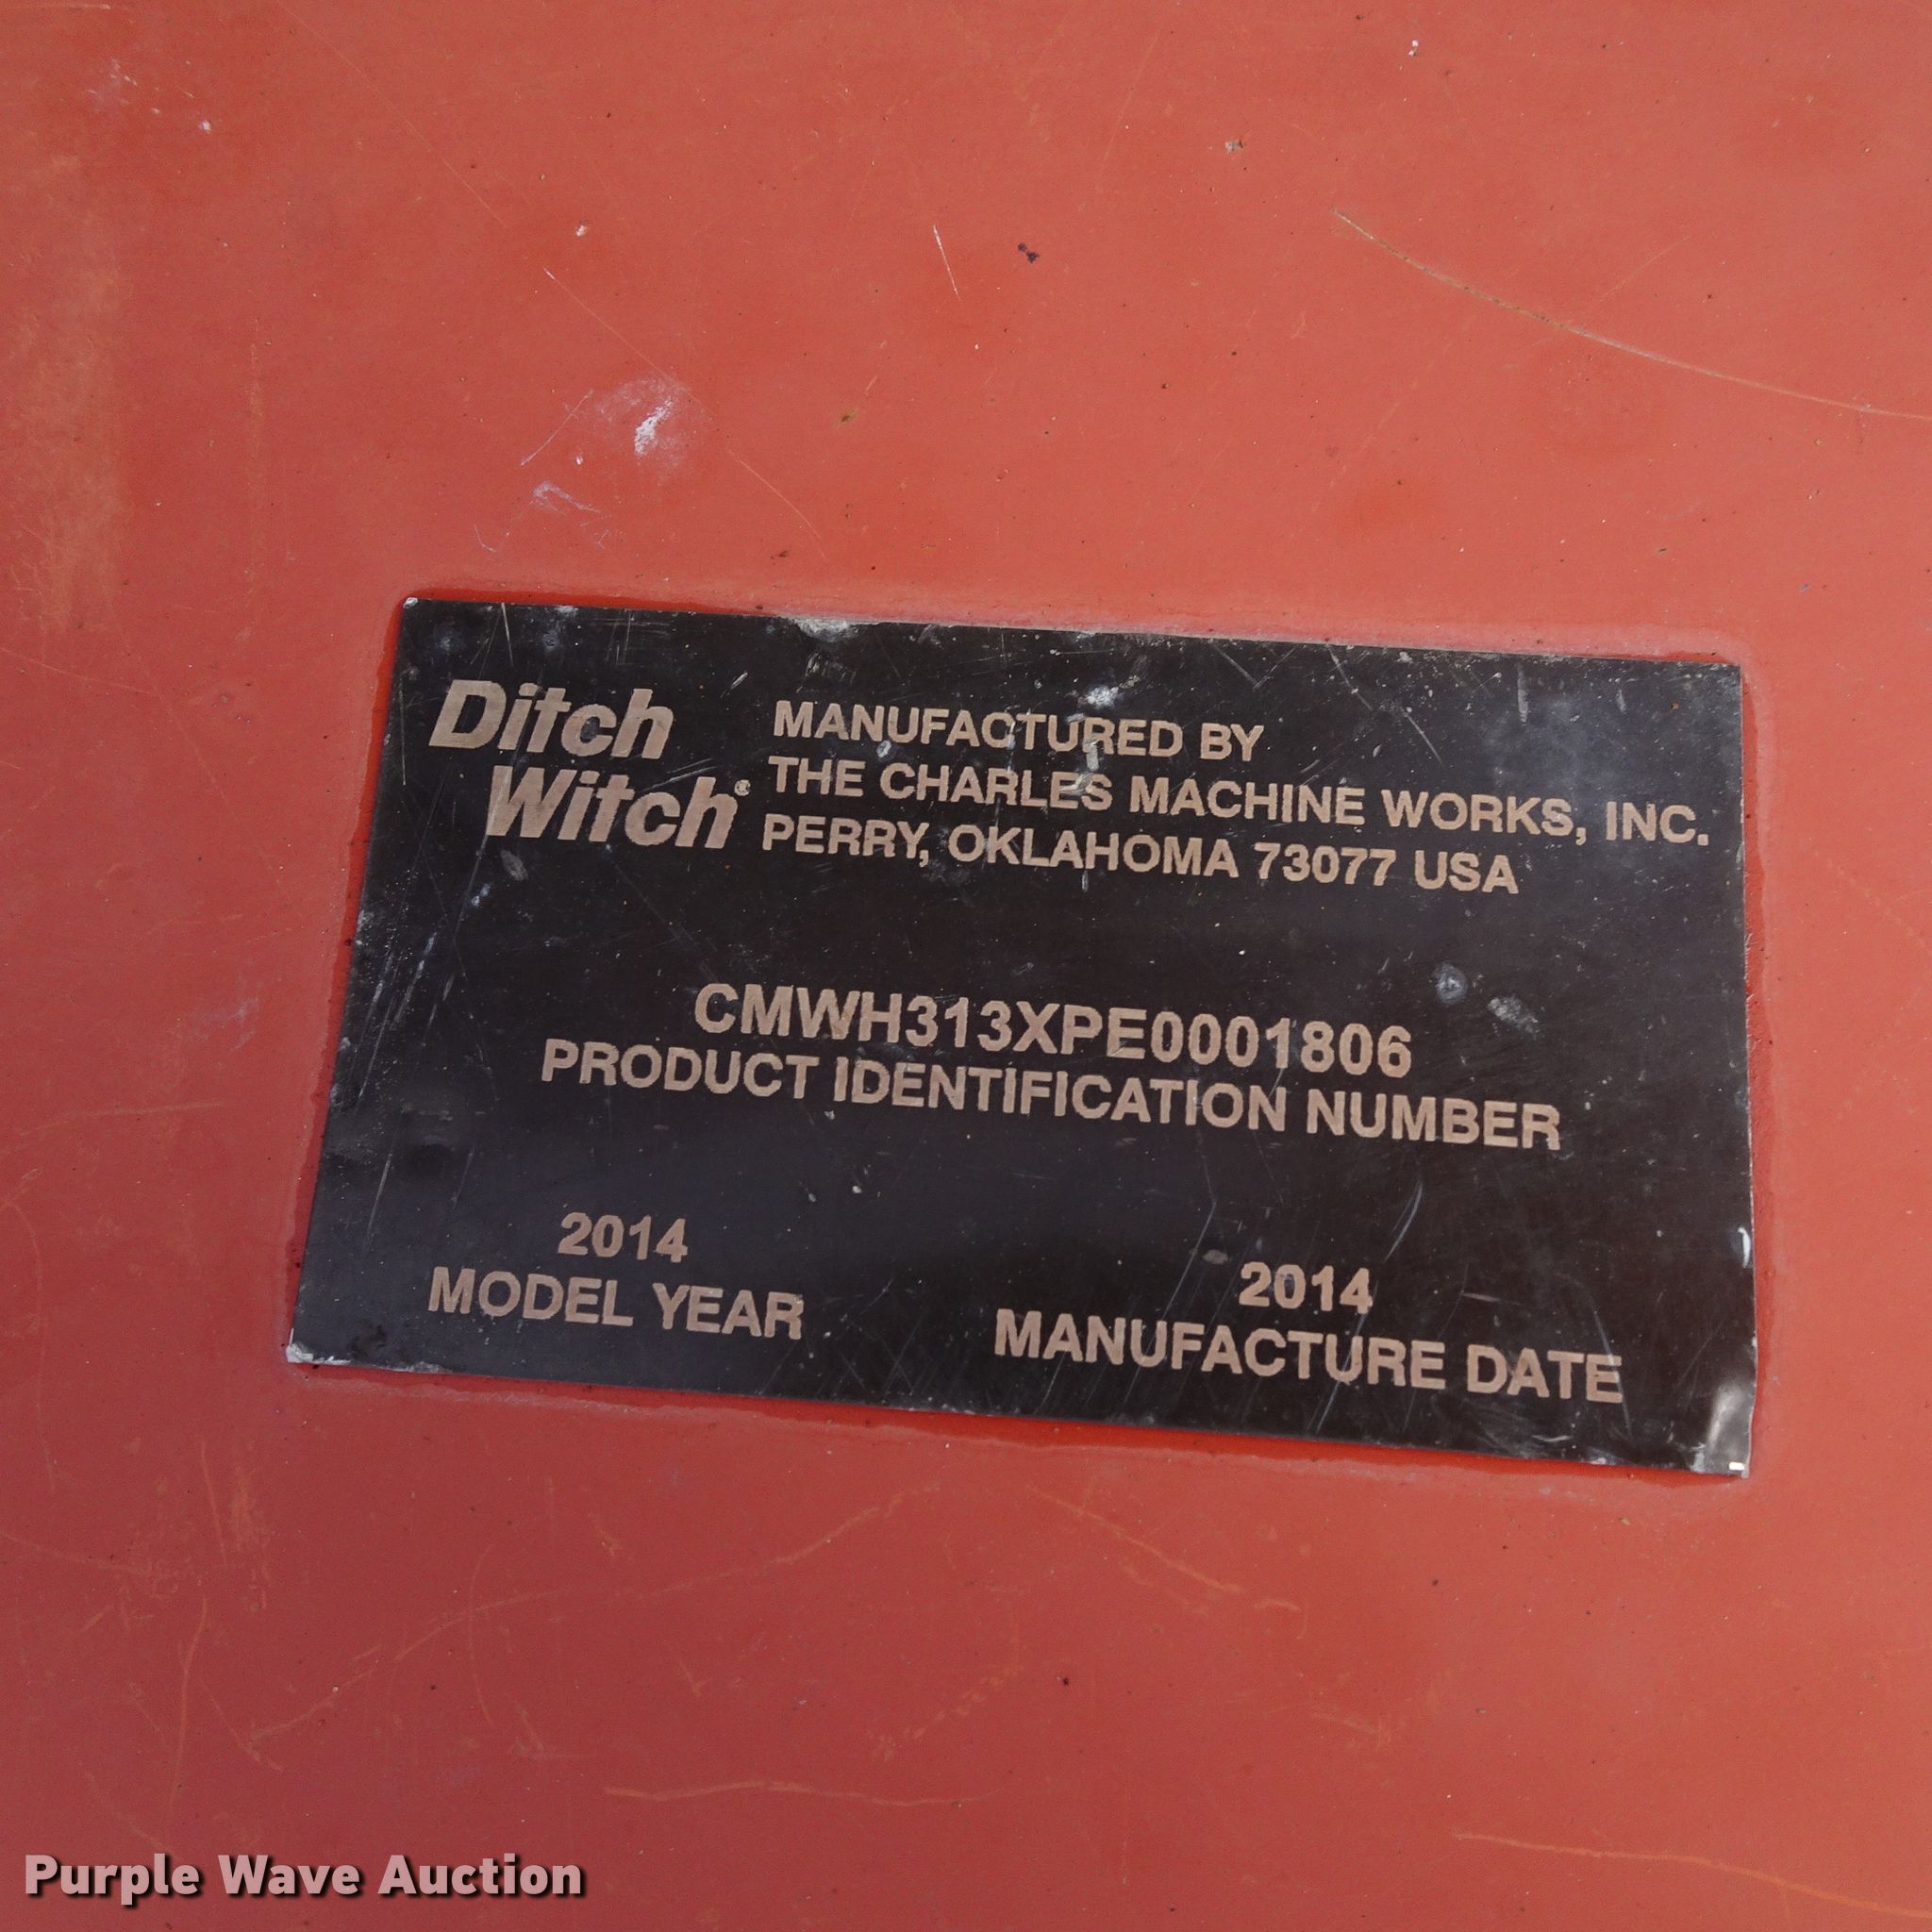 Ditch
Witch®
MANUFACTURED BY
THE CHARLES MACHINE WORKS, INC.
PERRY, OKLAHOMA 73077 USA
CMWH313XPE0001806
PRODUCT IDENTIFICATION NUMBER
2014
MODEL YEAR
2014
MANUFACTURE DATE
Purple Wave Auction